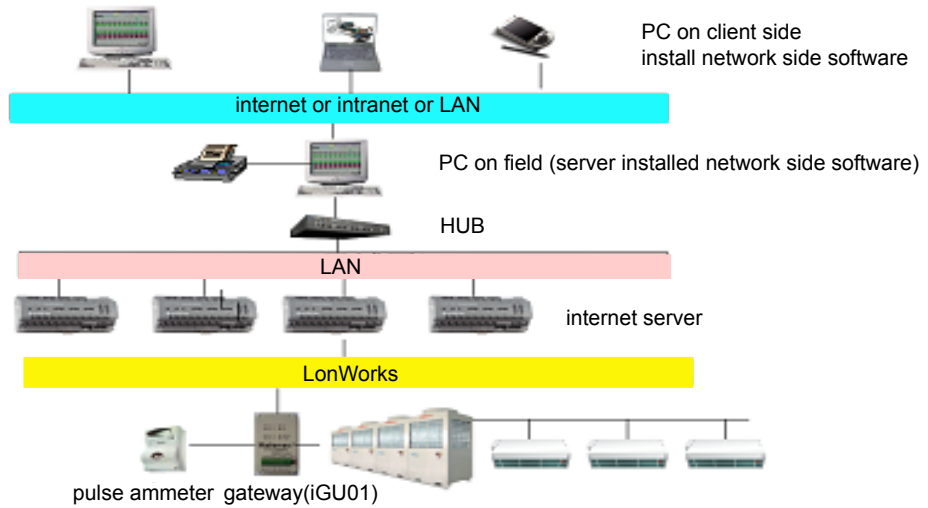 PC on client side
install network side software
internet or intranet or LAN
PC on field (server installed network side software)
HUB
LAN
internet server
LonWorks
pulse ammeter
gateway(iGU01)